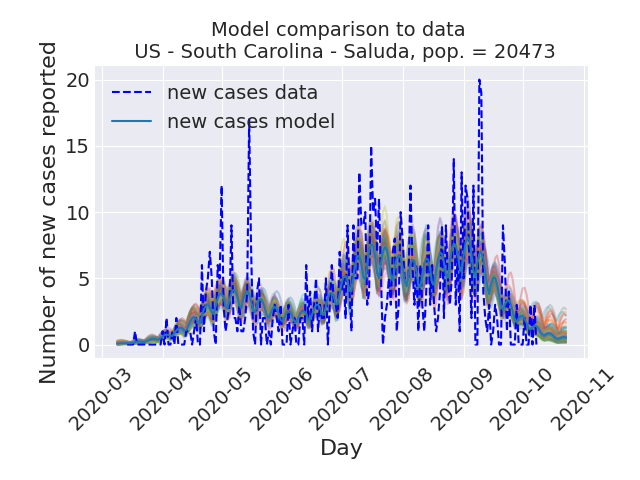 Model comparison to data
US - South Carolina - Saluda, pop. = 20473
Number of new cases reported
20
15
10
5
0
new cases data
new cases model
2020-03
2020-04
2020-05
2020-06
2020-07
2020-08
2020-09
2020-10
2020-11
Day